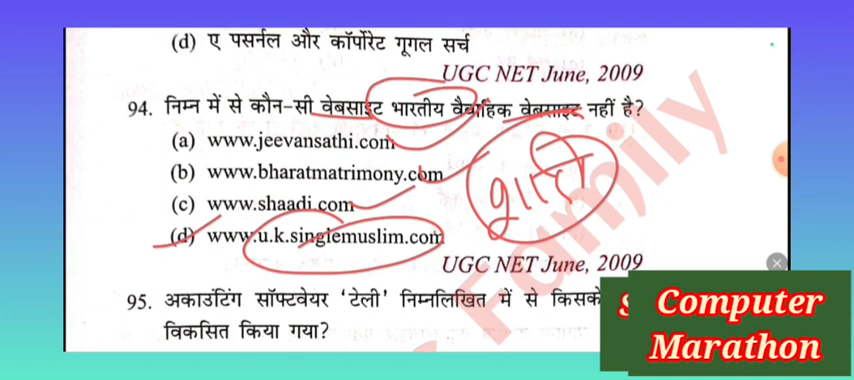 (d) ए पसर्नल और कॉर्पोरेट गूगल सर्च
UGC NET June, 2009
94. निम्न में से कौन-सी वेबसाइट भारतीय वैवाहिक वेबसाइट नहीं है?
(a) www.jeevansathi.com
(b) www.bharatmatrimony.com
(c) www.shaadi.com
शादी
(d) www.u.k.singlemuslim.com
UGC NET June, 2009
95. अकाउंटिंग सॉफ्टवेयर ‘टेली’ निम्नलिखित में से किसके
विकसित किया गया?
Family
Computer
Marathon